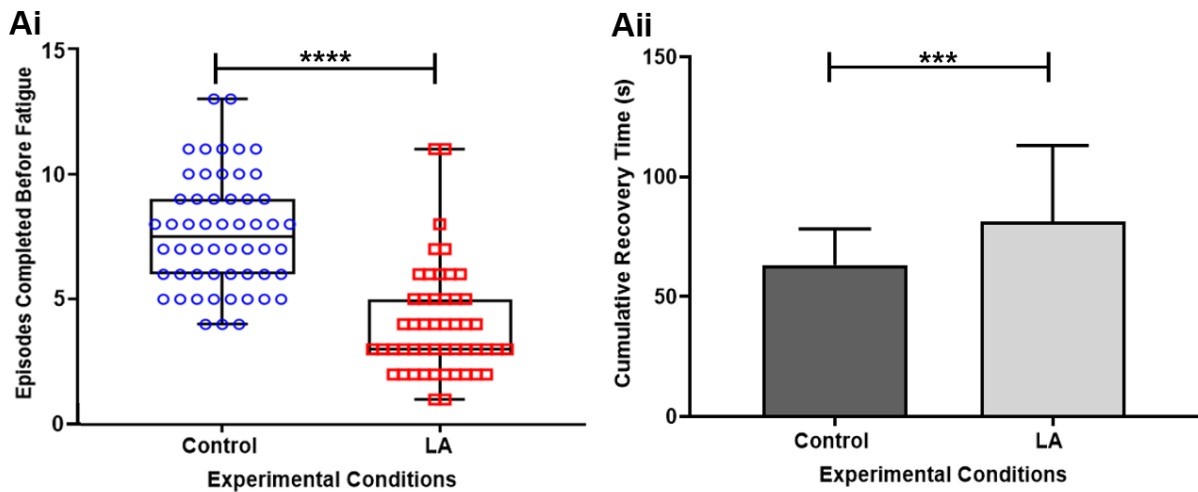 Ai
Episodes Completed Before Fatigue
15
10
5
0
****
Control
LA
Experimental Conditions
Aii
Cumulative Recovery Time (s)
150
100
50
0
***
Control
LA
Experimental Conditions